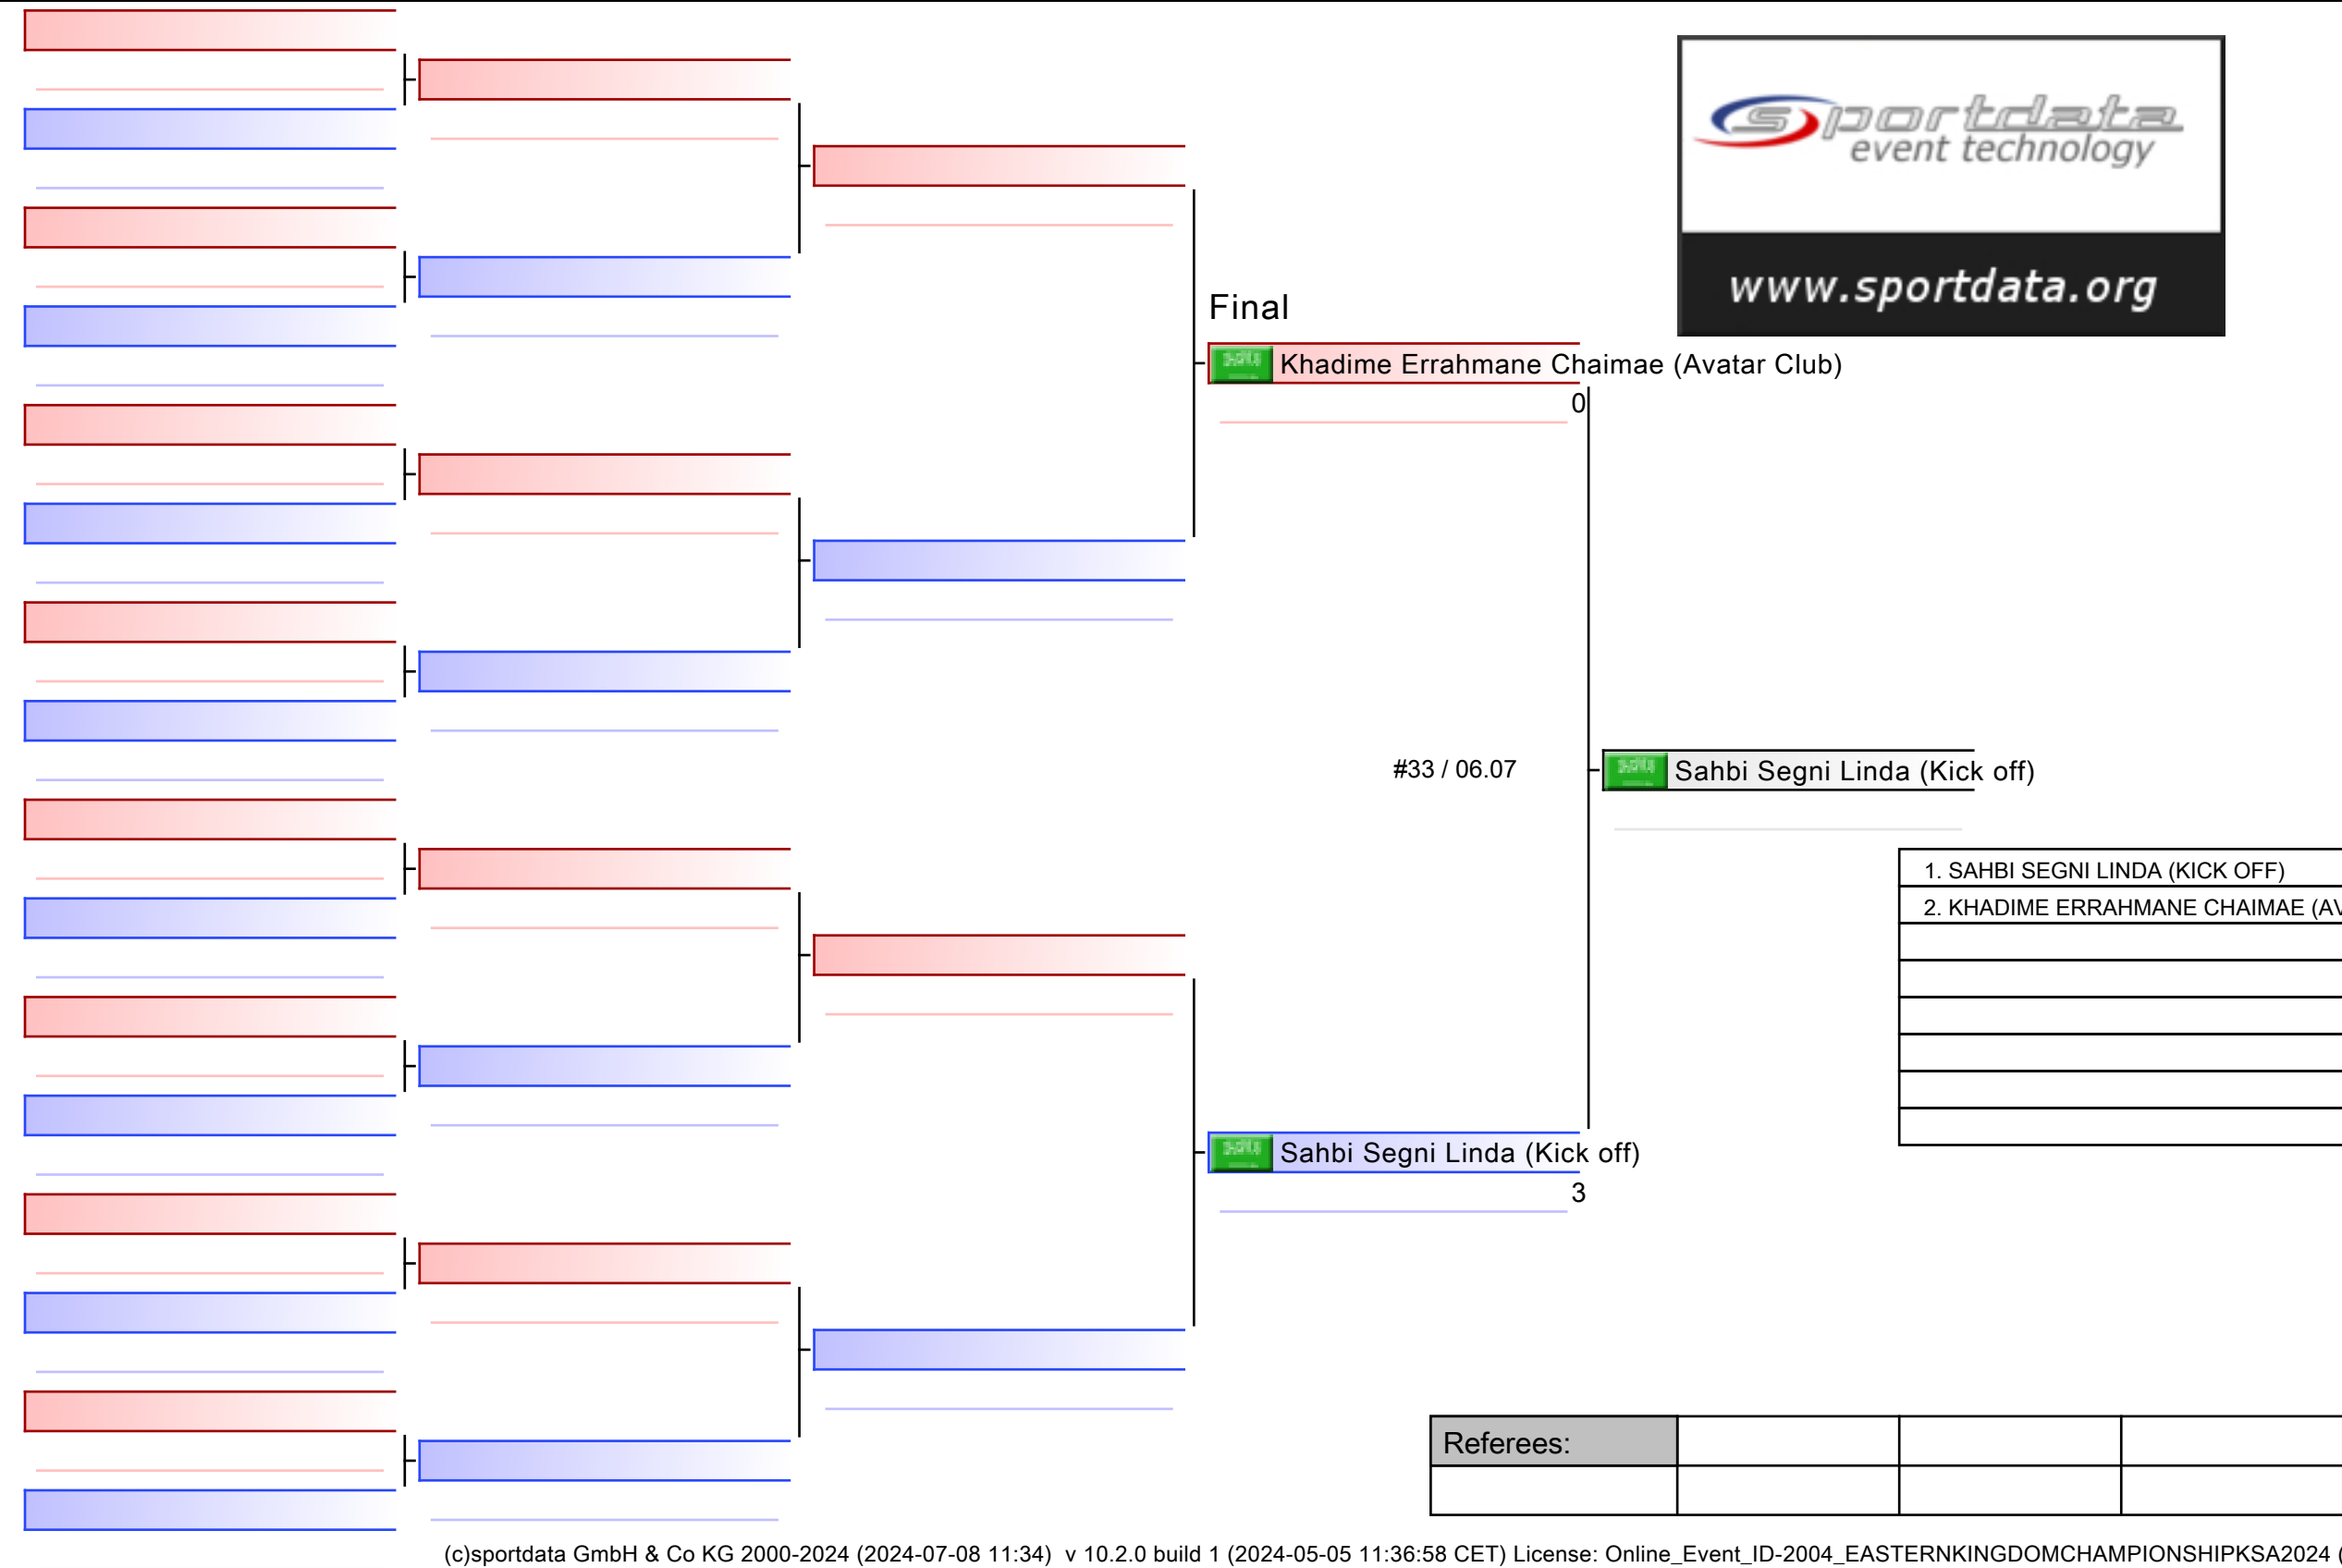 sportdata
event technology
www.sportdata.org
Final
Khadime Errahmane Chaimae (Avatar Club)
0
#33 / 06.07
Sahbi Segni Linda (Kick off)
1. SAHBI SEGNI LINDA (KICK OFF)
2. KHADIME ERRAHMANE CHAIMAE (AV
Sahbi Segni Linda (Kick off)
3
Referees:
(c)sportdata GmbH & Co KG 2000-2024 (2024-07-08 11:34) v 10.2.0 build 1 (2024-05-05 11:36:58 CET) License: Online_Event_ID-2004_EASTERNKINGDOMCHAMPIONSHIPKSA2024